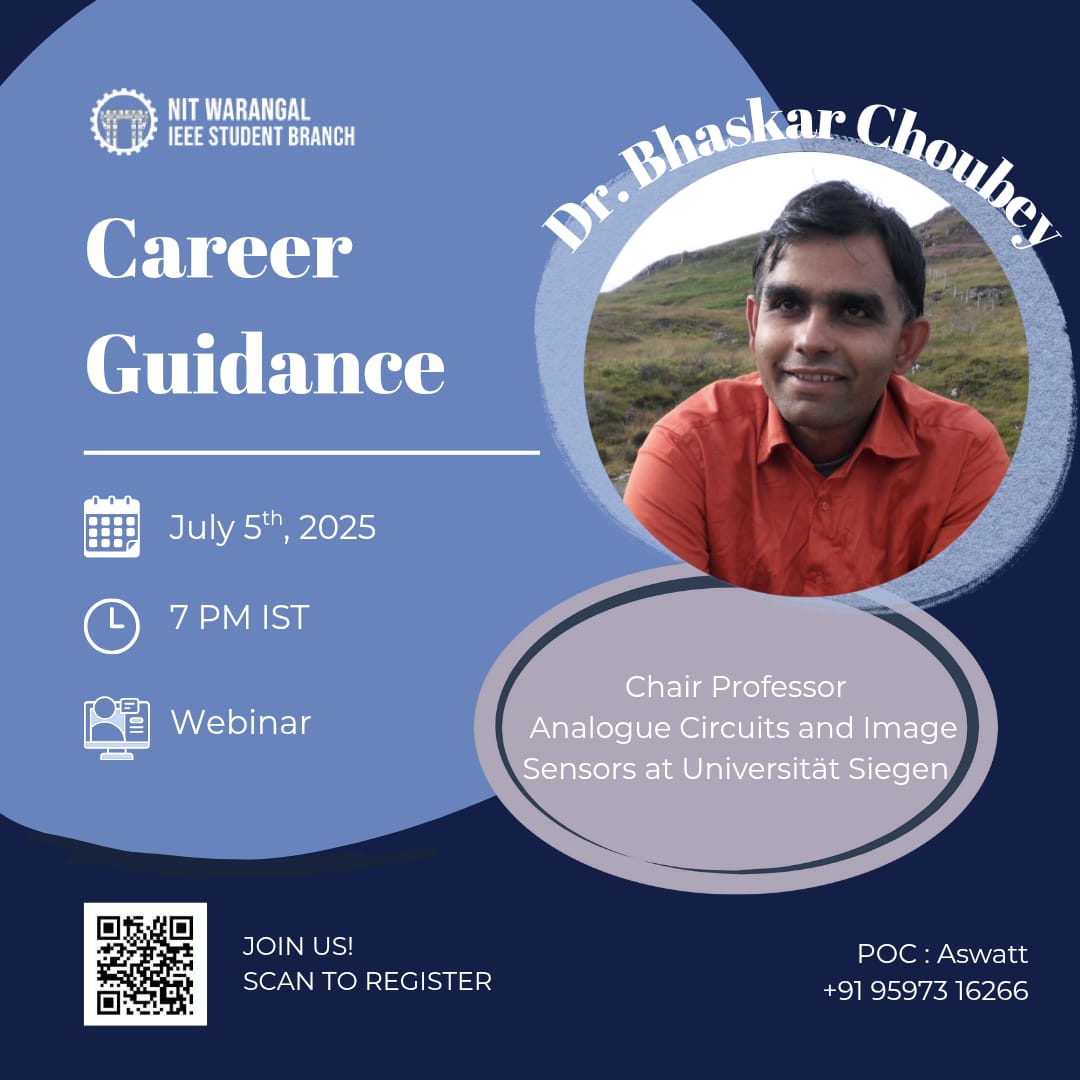 NIT WARANGAL
IEEE STUDENT BRANCH
Dr. Bhaskar Choubey
Career
Guidance
July 5th, 2025
7 PM IST
Webinar
Chair Professor
Analogue Circuits and Image
Sensors at Universität Siegen
JOIN US!
SCAN TO REGISTER
POC : Aswatt
+91 95973 16266